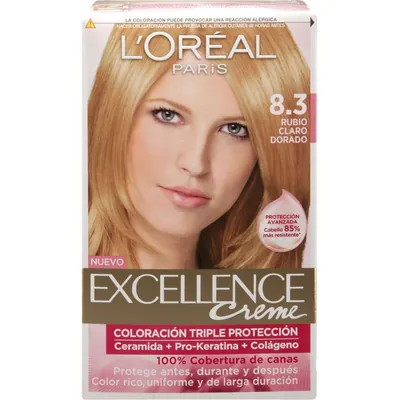 LA COLORACIÓN PUEDE PROVOCAR UNA REACCIÓN ALÉRGICA
L'ORÉAL
PARIS
8.3
RUBIO
CLARO
DORADO
PROTECCIÓN
AVANZADA
Cabello 85%
más resistente*
NUEVO
EXCELLENCE
Creme
COLORACIÓN TRIPLE PROTECCIÓN
Ceramida + Pro-Keratina + Colágeno
100% Cobertura de canas
Protege antes, durante y después
Color rico, uniforme y de larga duración